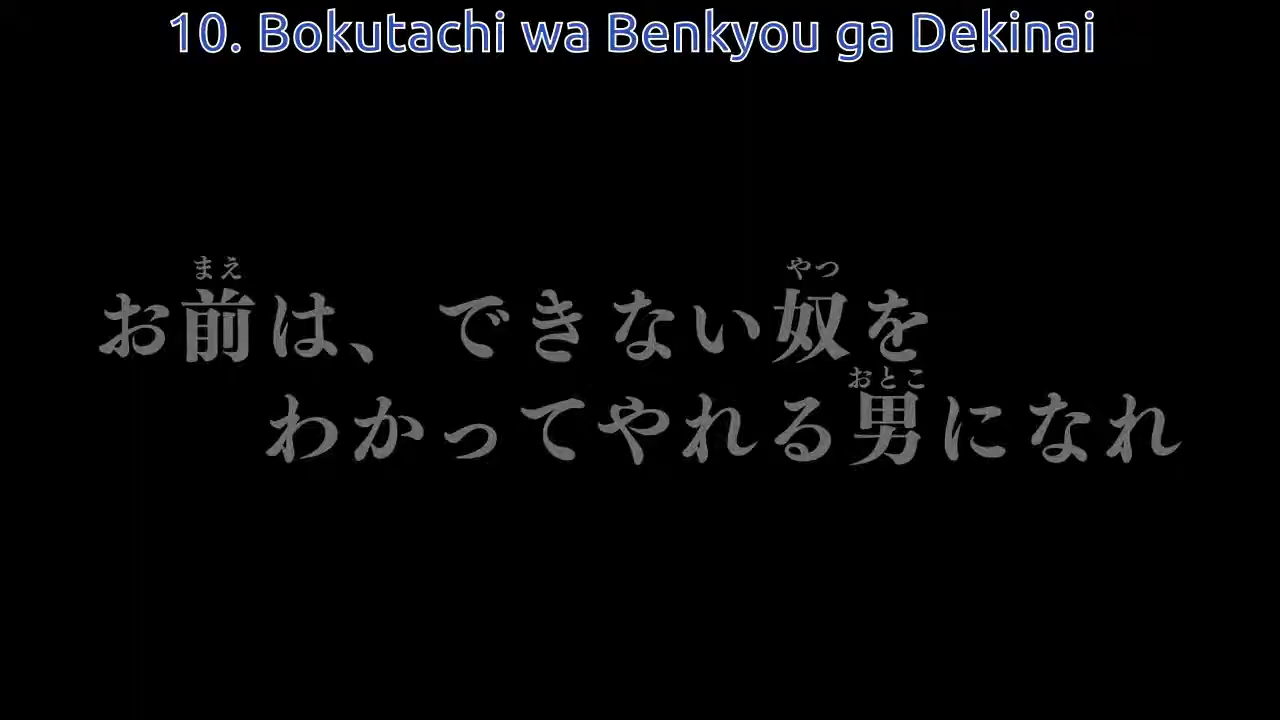 10. Bokutachi wa Benkyou ga Dekinai
まえ やつ
お前は、できない奴を
おとこ
わかってやれる男になれ